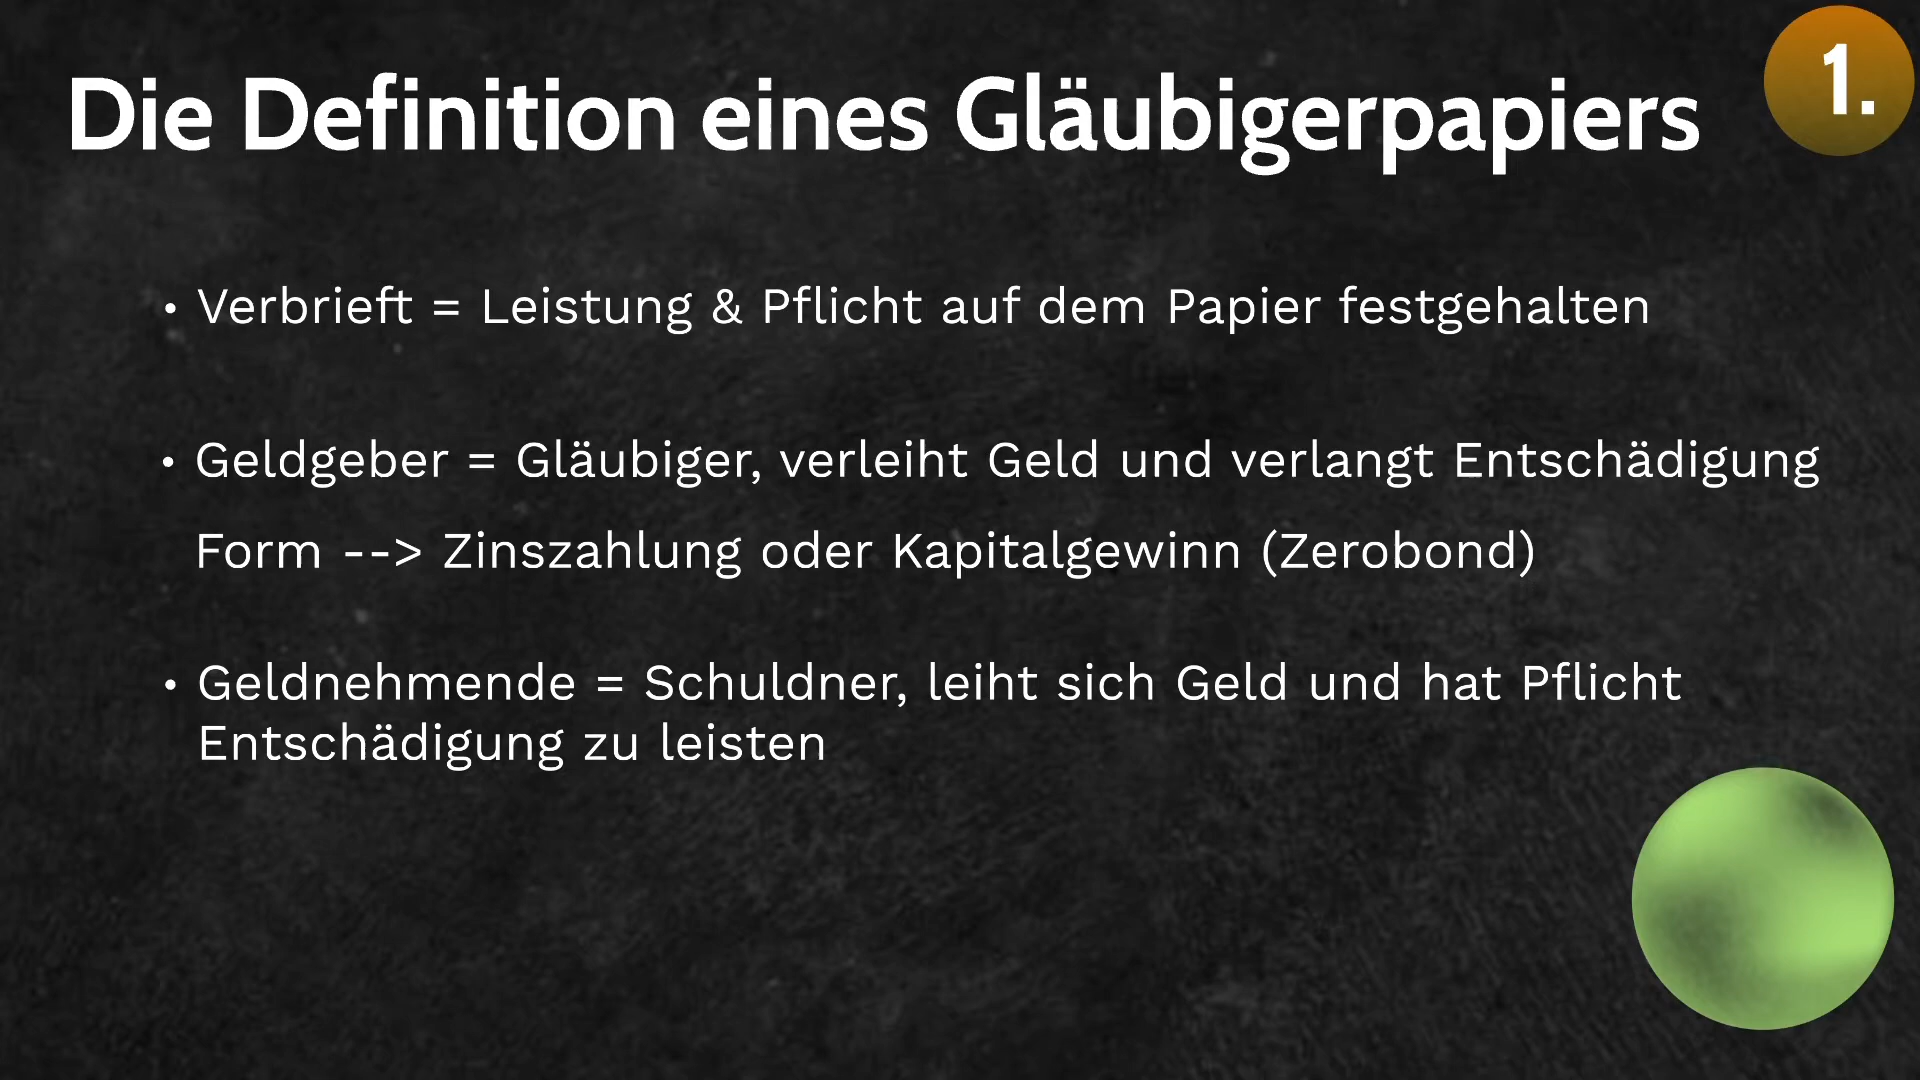 Die Definition eines Gläubigerpapiers
1.
• Verbrieft = Leistung & Pflicht auf dem Papier festgehalten
• Geldgeber = Gläubiger, verleiht Geld und verlangt Entschädigung
Form --> Zinszahlung oder Kapitalgewinn (Zerobond)
• Geldnehmende = Schuldner, leiht sich Geld und hat Pflicht
Entschädigung zu leisten